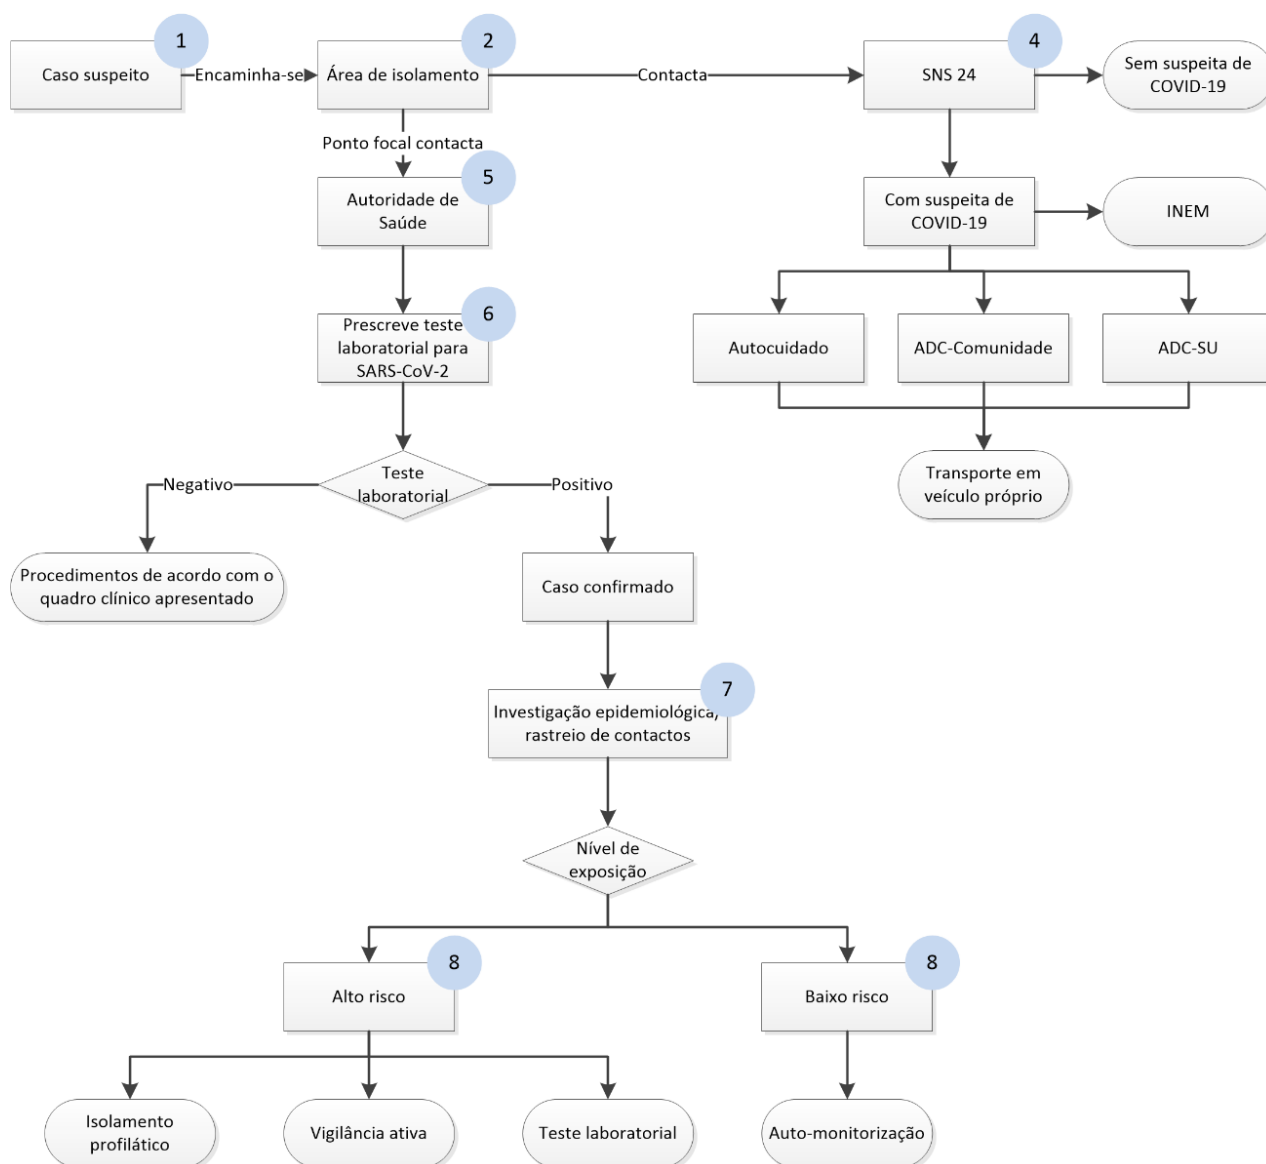 1
2
4
Caso suspeito
Encaminha-se
Área de isolamento
Contacta
SNS 24
Sem suspeita de
COVID-19
Ponto focal contacta
5
Autoridade de
Saúde
Com suspeita de
COVID-19
INEM
6
Prescreve teste
laboratorial para
SARS-CoV-2
Autocuidado
ADC-Comunidade
ADC-SU
Negativo
Teste
laboratorial
Positivo
Transporte em
veículo próprio
Procedimentos de acordo com o
quadro clínico apresentado
Caso confirmado
7
Investigação epidemiológica/
rastreio de contactos
Nível de
exposição
8
8
Alto risco
Baixo risco
Isolamento
profilático
Vigilância ativa
Teste laboratorial
Auto-monitorização